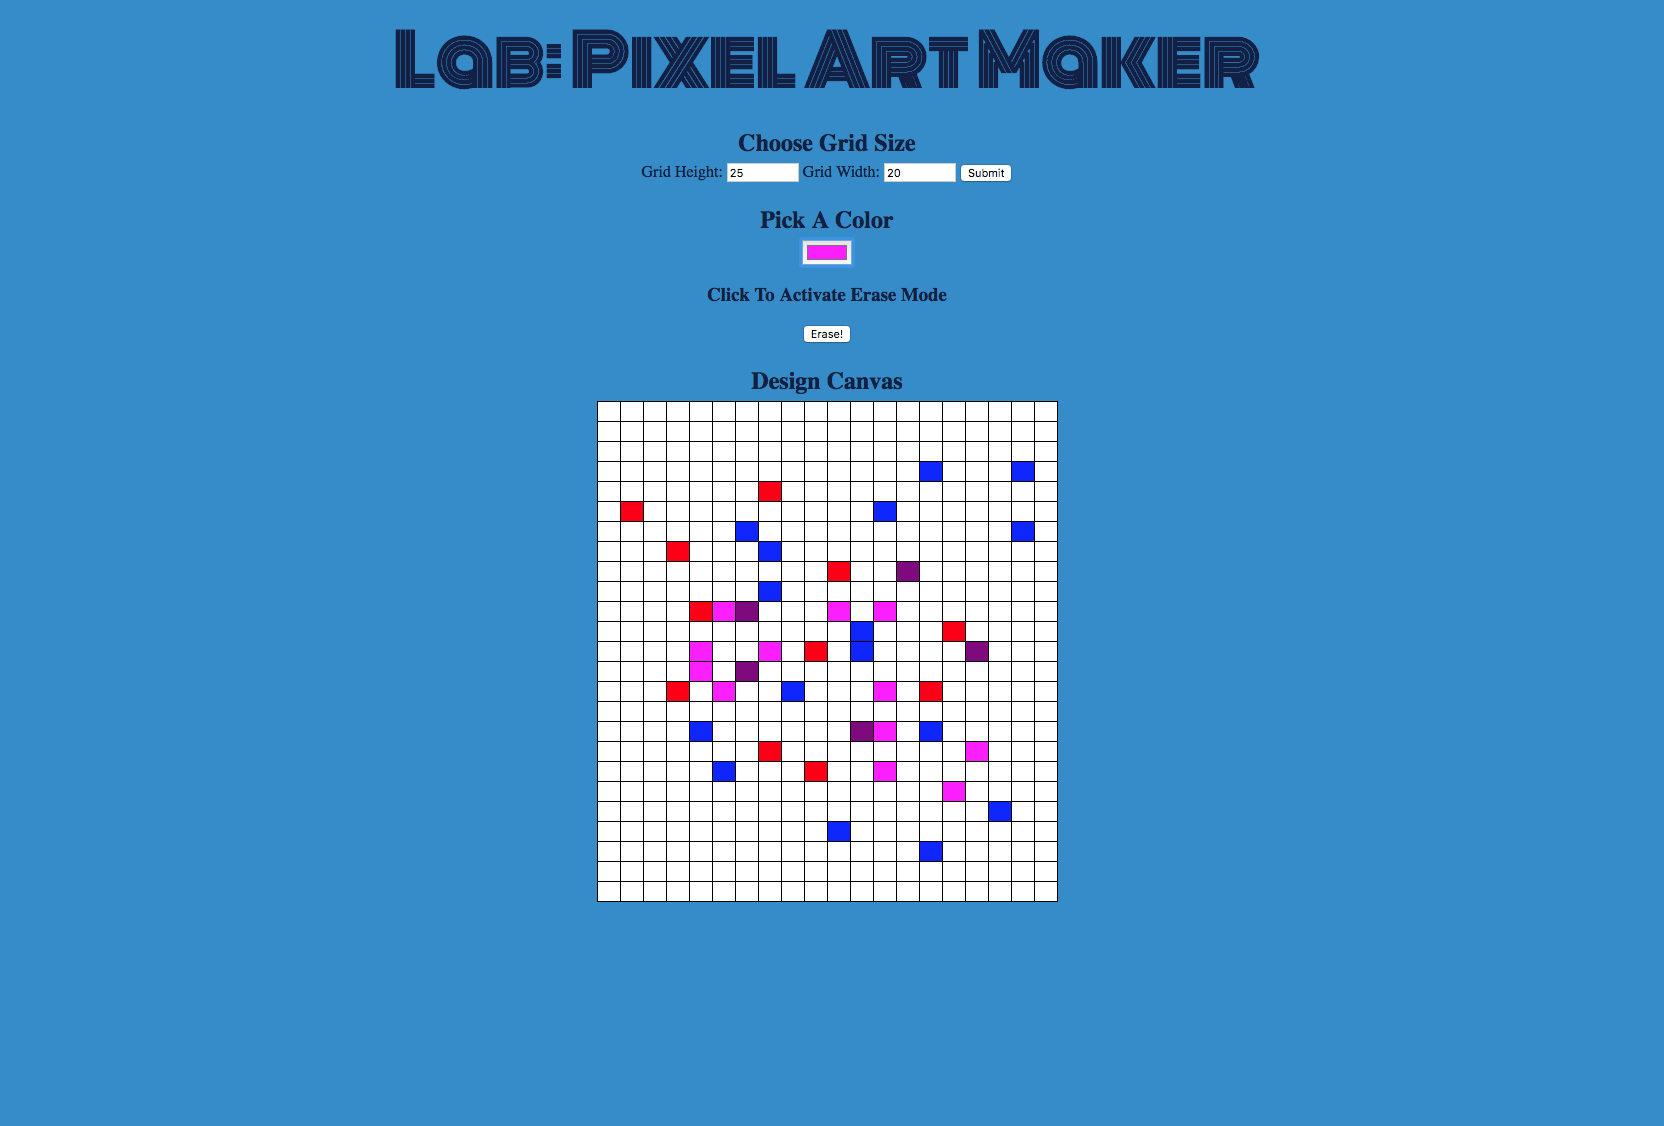 Lab: Pixel Art Maker
Choose Grid Size
Grid Height: 25 Grid Width: 20 Submit
Pick A Color
Click To Activate Erase Mode
Erase!
Design Canvas